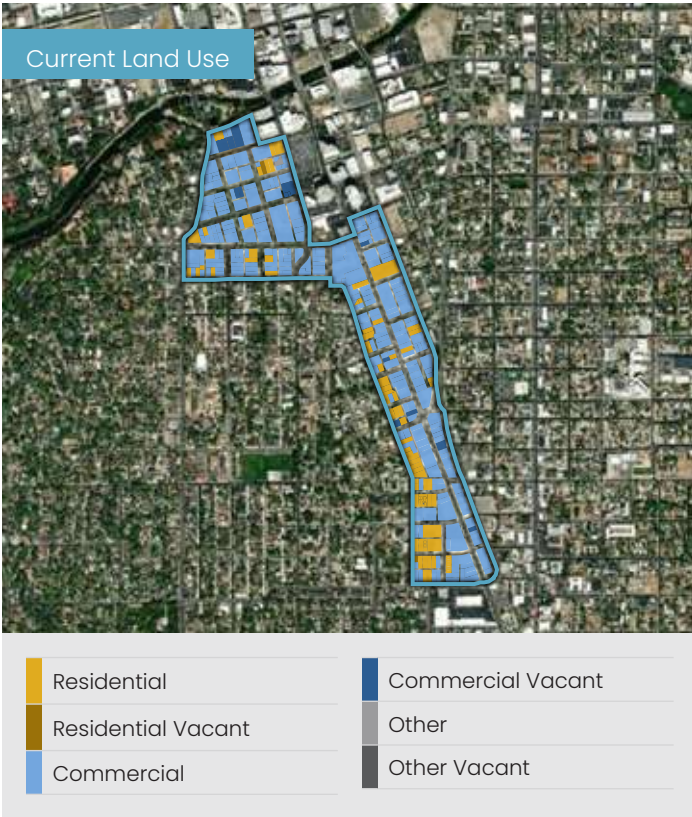 Current Land Use
Residential
Residential Vacant
Commercial
Commercial Vacant
Other
Other Vacant